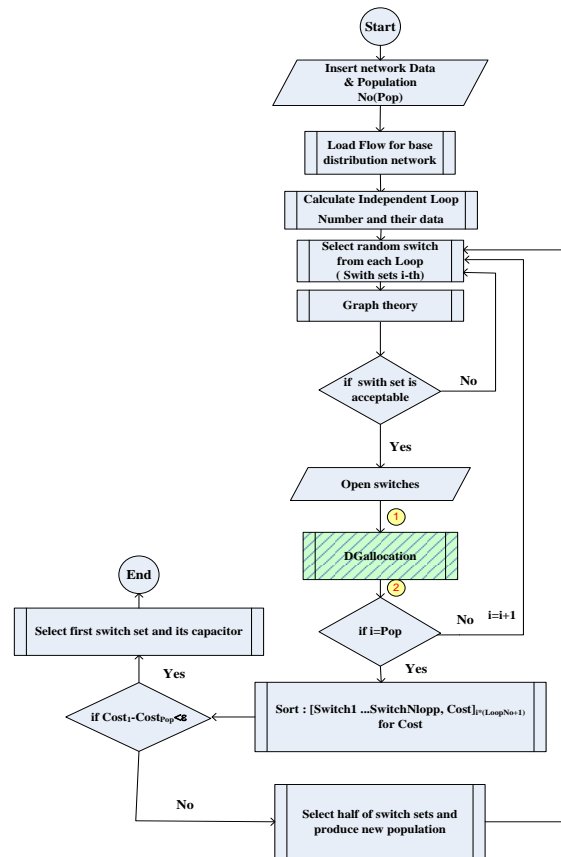 Start
Insert network Data
& Population
No(Pop)
Load Flow for base
distribution network
Calculate Independent Loop
Number and their data
Select random switch
from each Loop
( Swith sets i-th)
Graph theory
if swith set is
acceptable
No
Yes
Open switches
1
DGallocation
2
if i=Pop
No
i=i+1
Yes
Sort : [Switch1 ...SwitchNlopp, Cost]i*(LoopNo+1)
for Cost
if Cost1-CostPop<ε
Yes
Select first switch set and its capacitor
End
No
Select half of switch sets and
produce new population